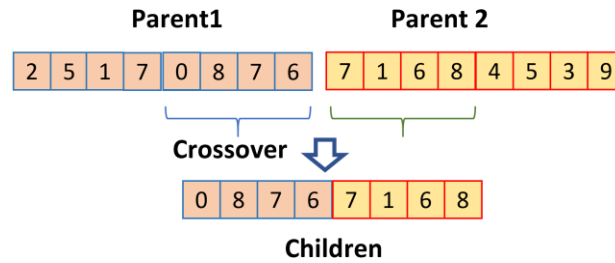 Parent1 Parent 2
2 5 1 7 0 8 7 6 7 1 6 8 4 5 3 9
Crossover
0 8 7 6 7 1 6 8
Children